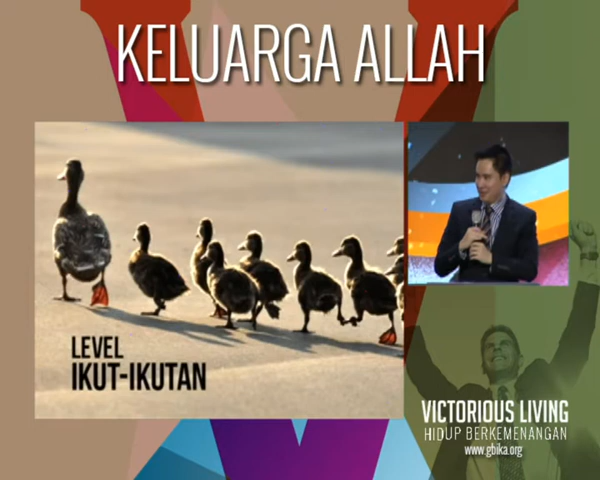 KELUARGA ALLAH
LEVEL
IKUT-IKUTAN
VICTORIOUS LIVING
HIDUP BERKEMENANGAN
www.gbika.org